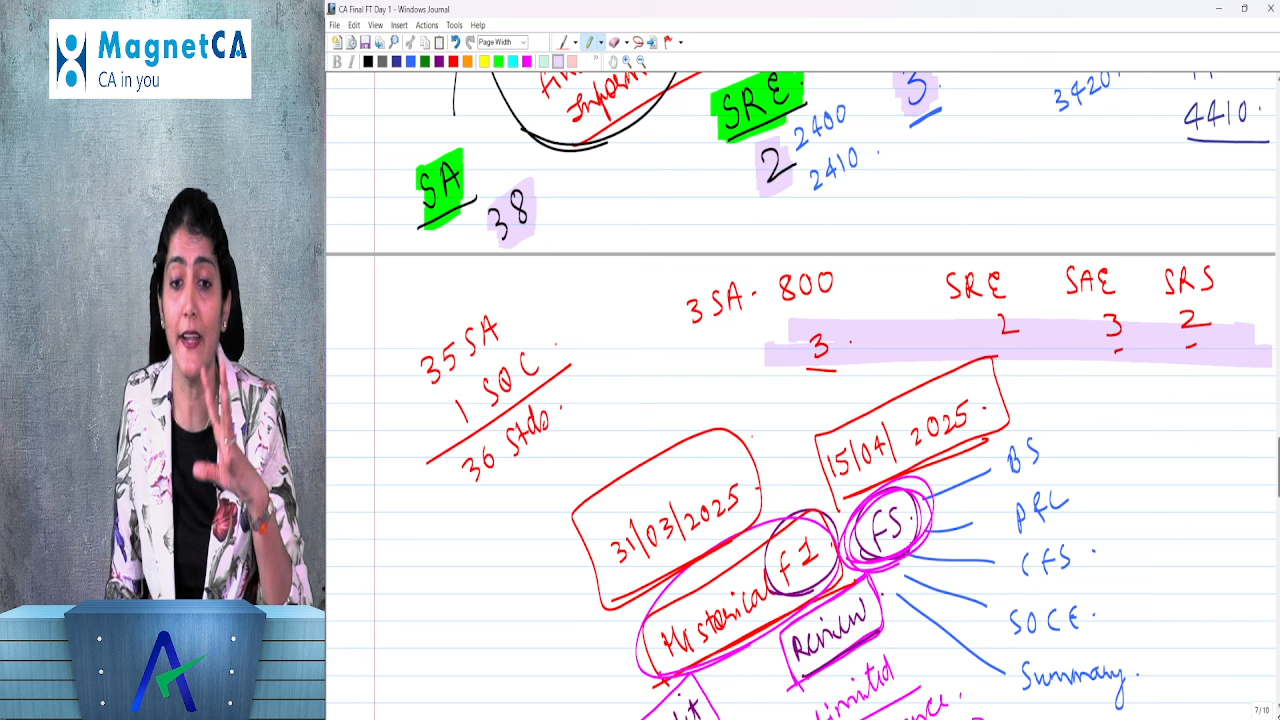 CA Final FT Day 1 - Windows Journal
File Edit View Insert Actions Tools Help
Page Width
B I
MagnetCA
CA in you
SRE
3.
3420
4410
2
2400
2410
SA
38
3 SA - 800
SRE SAE SRS
3.
2 3 2
35 SA
1 SQC
36 Stds.
31/03/2025
15/04/2025.
Historical FI.
FS.
BS
P&L
CFS
SOCE.
Summary.
Review
limited
7/10